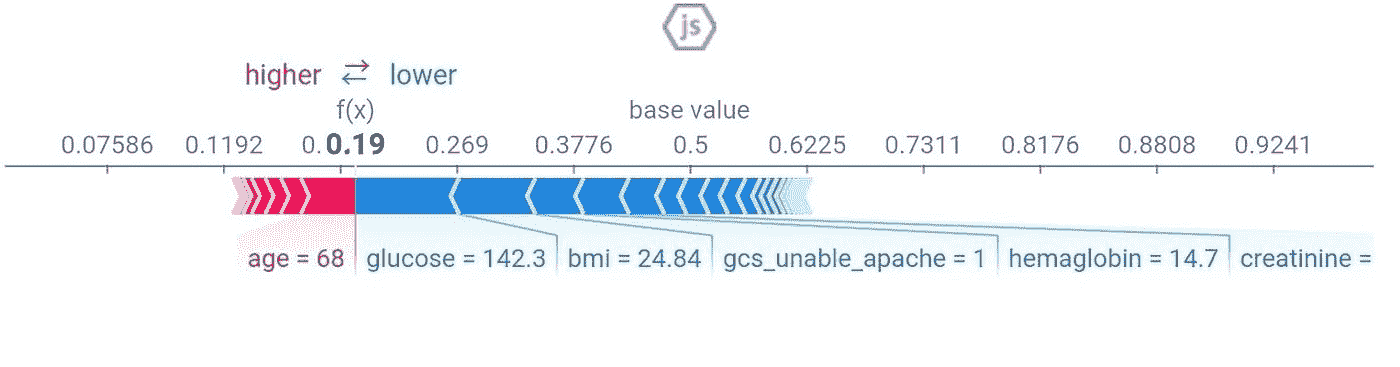 js
higher ⇄ lower
f(x) base value
0.07586 0.1192 0. 0.19 0.269 0.3776 0.5 0.6225 0.7311 0.8176 0.8808 0.9241
age = 68 glucose = 142.3 bmi = 24.84 gcs_unable_apache = 1 hemaglobin = 14.7 creatinine =